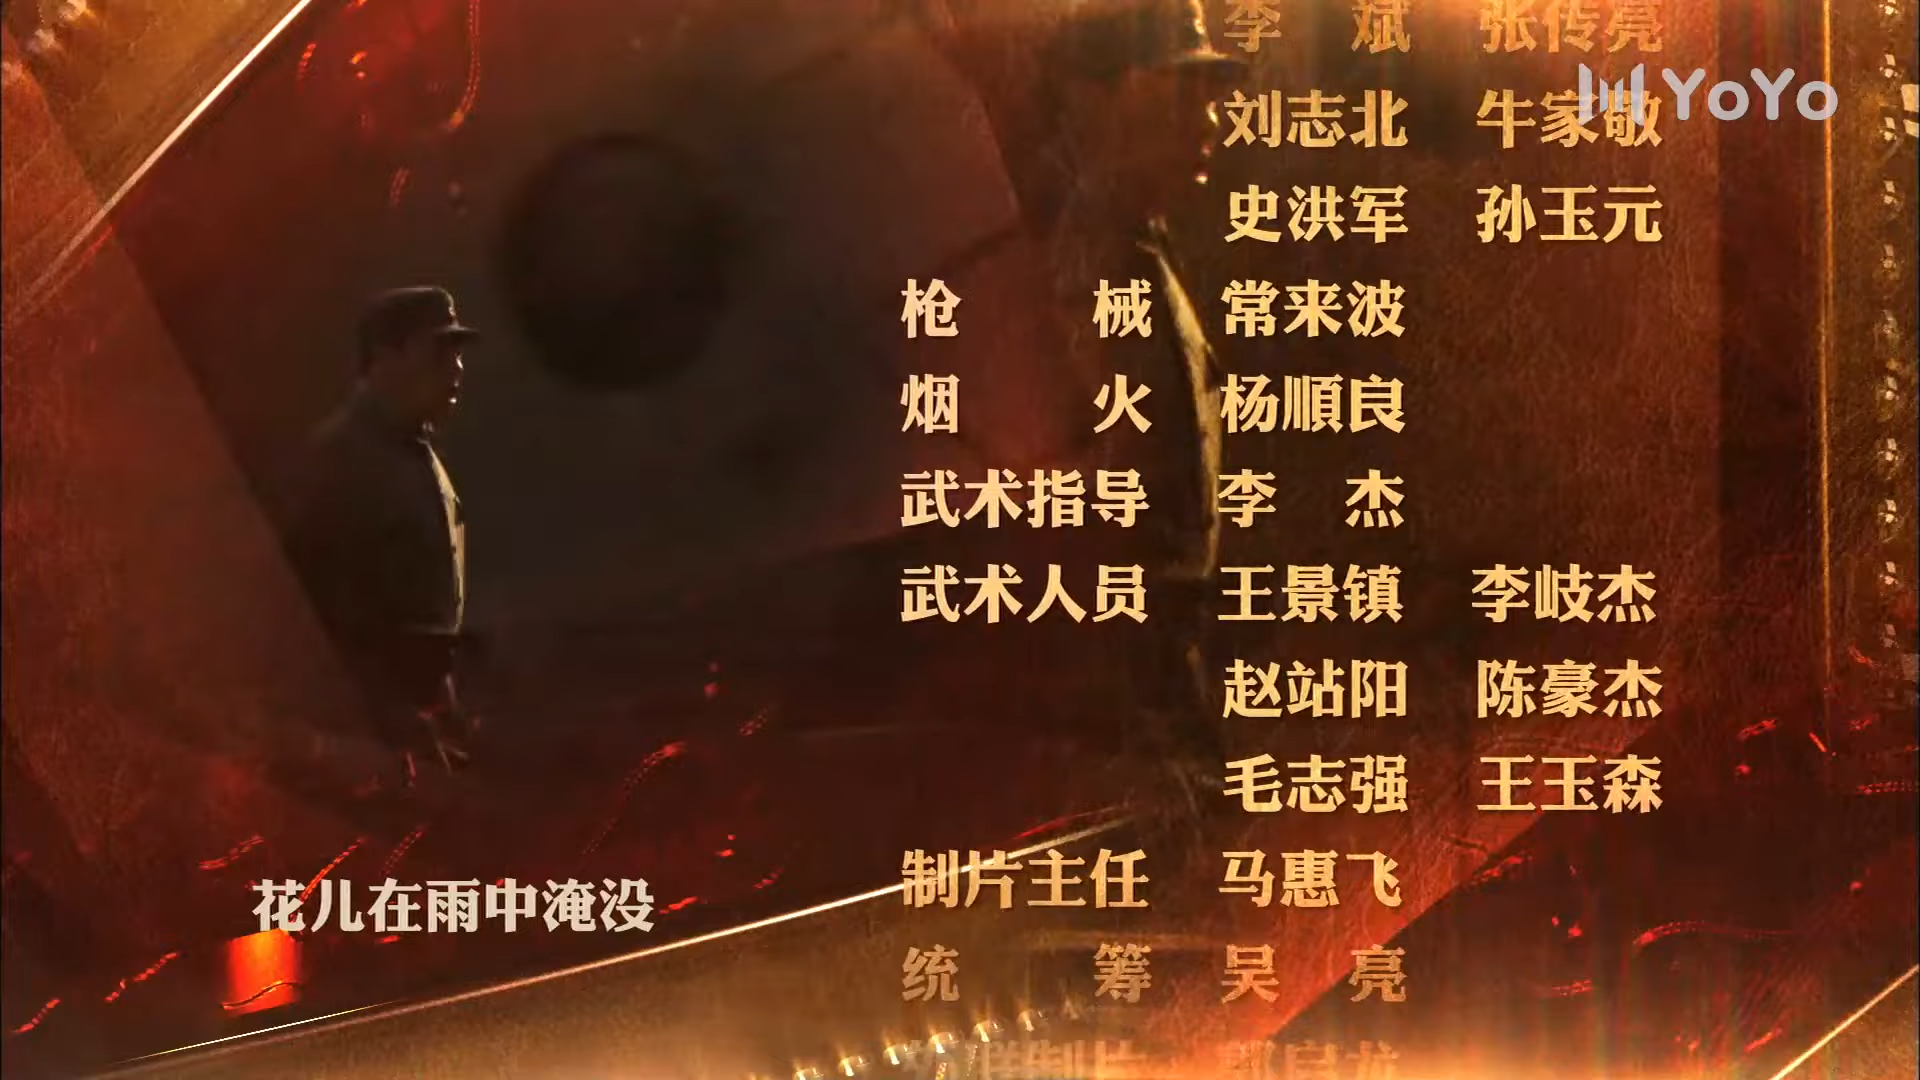 李 斌 张传亮
YoYo
刘志北 牛家敬
史洪军 孙玉元
枪 械 常来波
烟 火 杨順良
武术指导 李 杰
武术人员 王景镇 李岐杰
赵站阳 陈豪杰
毛志强 王玉森
制片主任 马惠飞
花儿在雨中淹没
统 筹 吴 亮